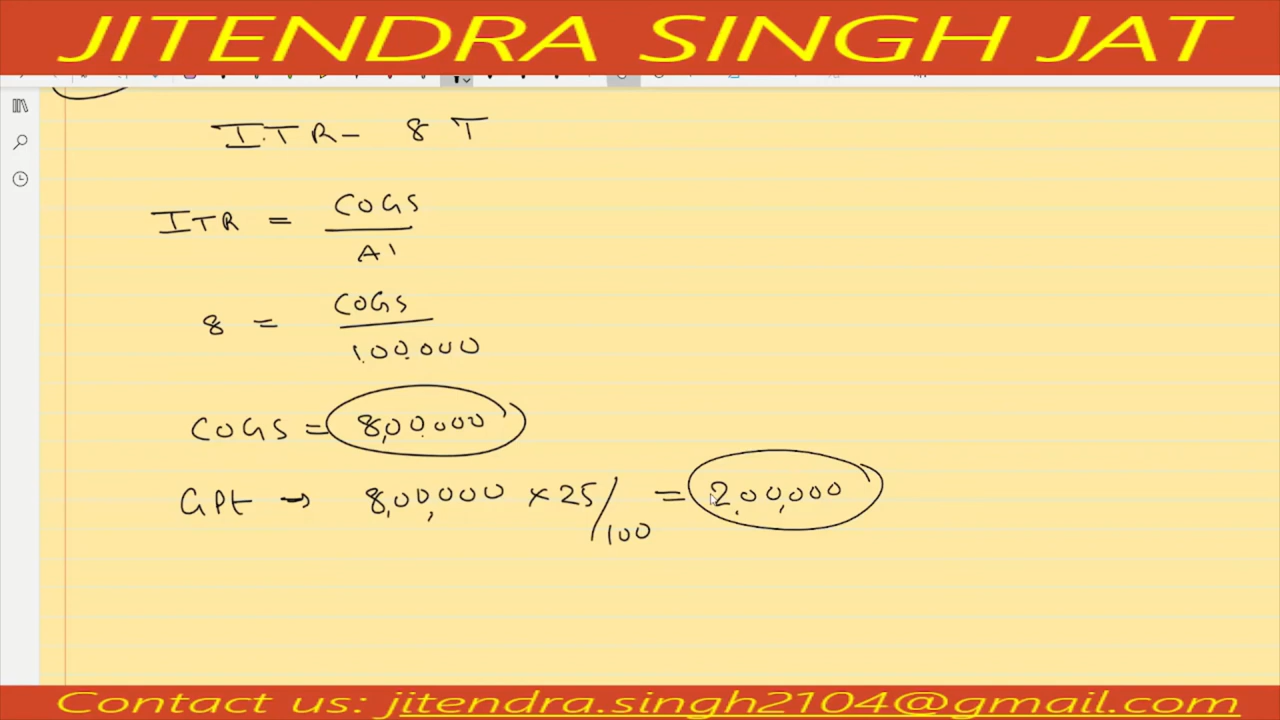 JITENDRA SINGH JAT
ITR - 8 T
ITR = COGS / AI
8 = COGS / 1,00,000
COGS = 8,00,000
GPt → 8,00,000 × 25/100 = 2,00,000
Contact us: jitendra.singh2104@gmail.com